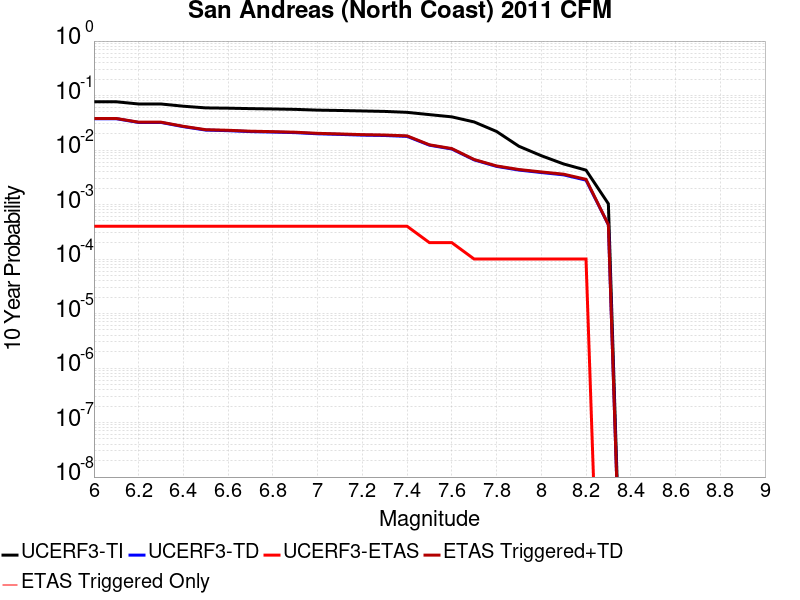 San Andreas (North Coast) 2011 CFM
10 Year Probability
10^0
10^-1
10^-2
10^-3
10^-4
10^-5
10^-6
10^-7
10^-8
6 6.2 6.4 6.6 6.8 7 7.2 7.4 7.6 7.8 8 8.2 8.4 8.6 8.8 9
Magnitude
UCERF3-TI UCERF3-TD UCERF3-ETAS ETAS Triggered+TD
ETAS Triggered Only